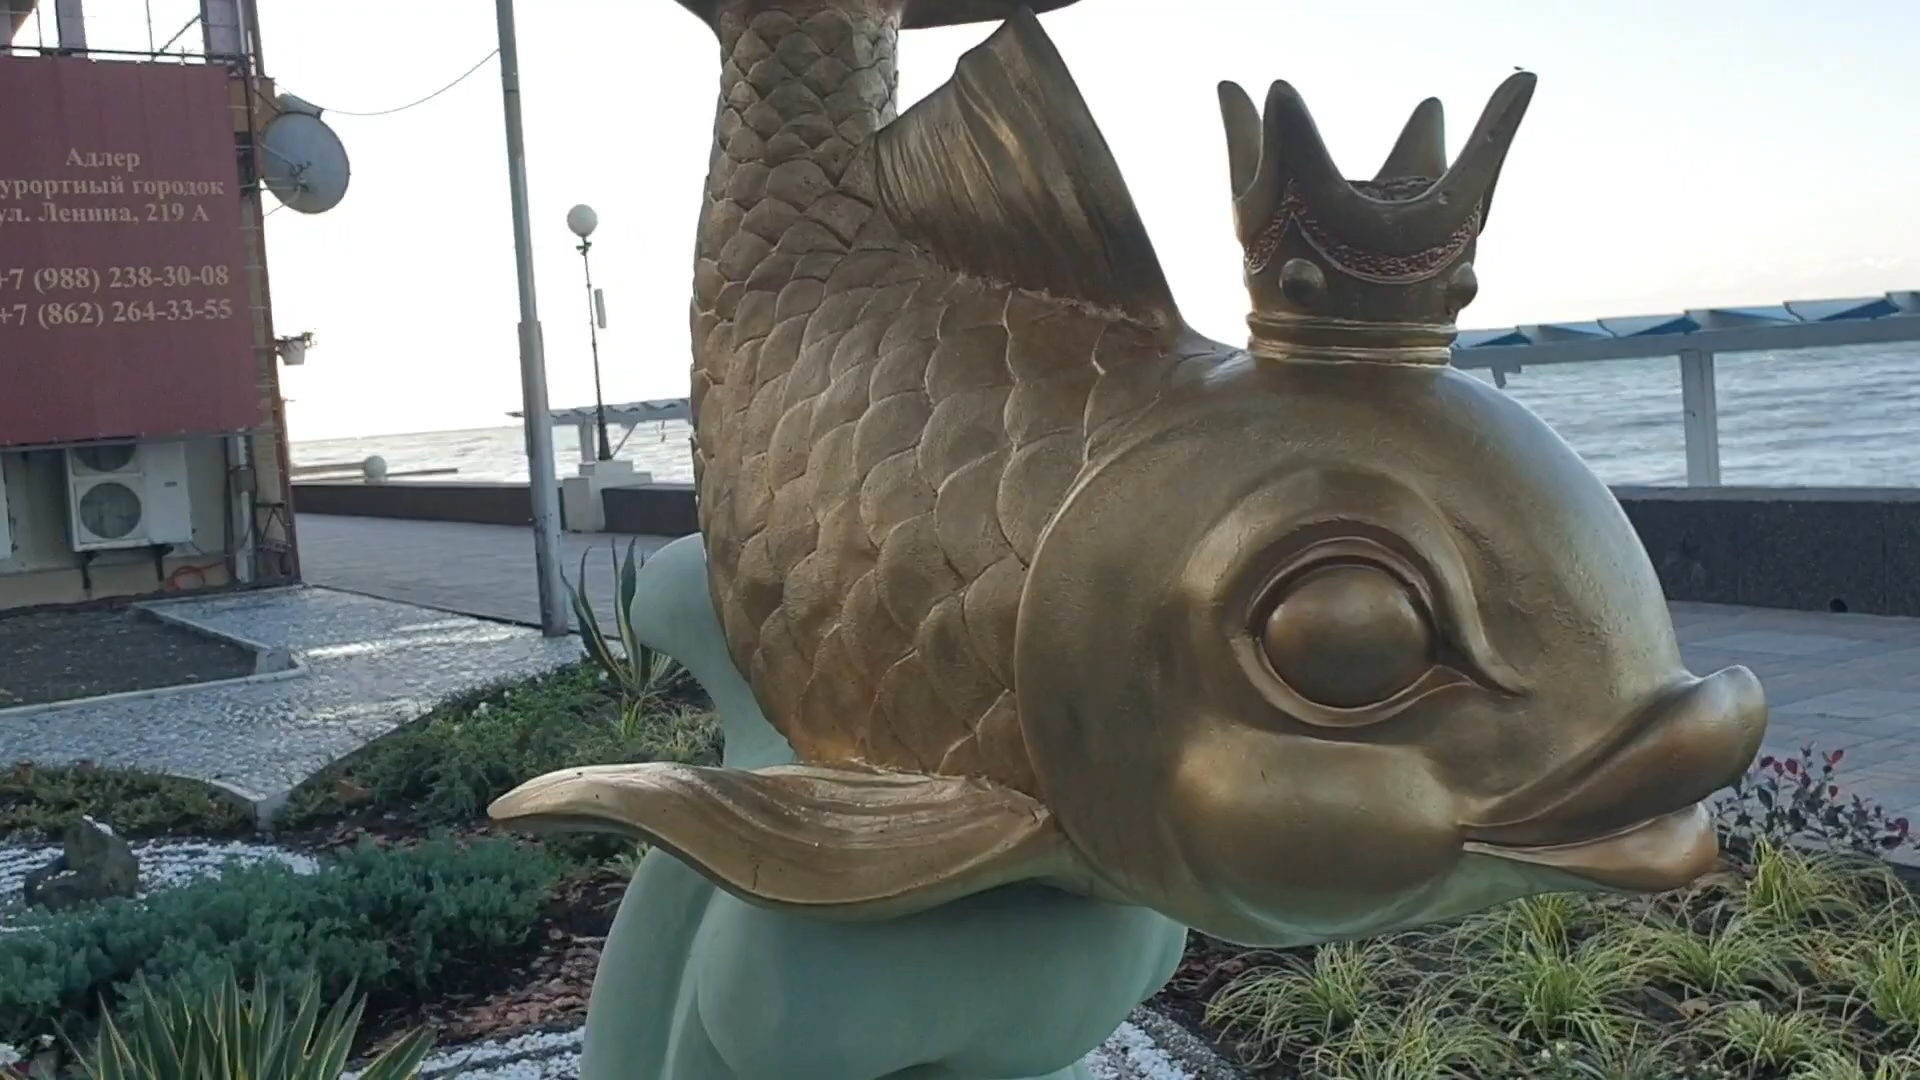 Адлер
урортный городок
ул. Ленина, 219 А
+7 (988) 238-30-08
+7 (862) 264-33-55